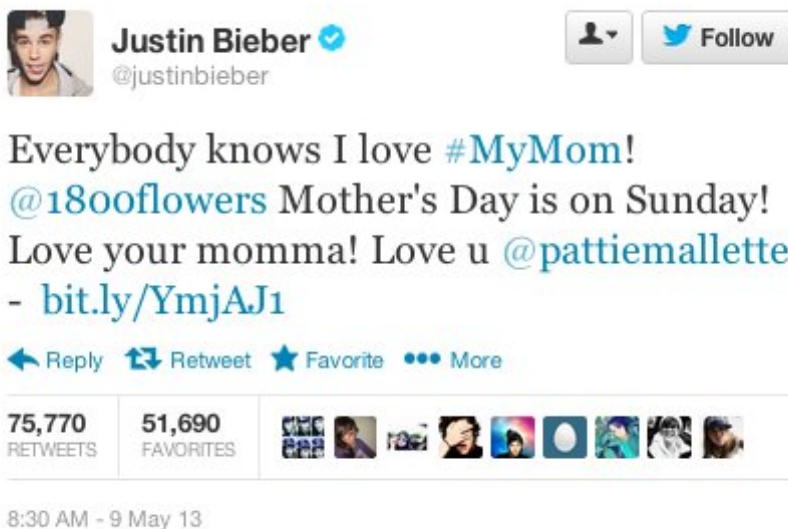 Justin Bieber
@justinbieber
Follow
Everybody knows I love #MyMom!
@1800flowers Mother's Day is on Sunday!
Love your momma! Love u @pattiemallette
- bit.ly/YmjAJ1
Reply Retweet Favorite More
75,770 51,690
RETWEETS FAVORITES
8:30 AM - 9 May 13